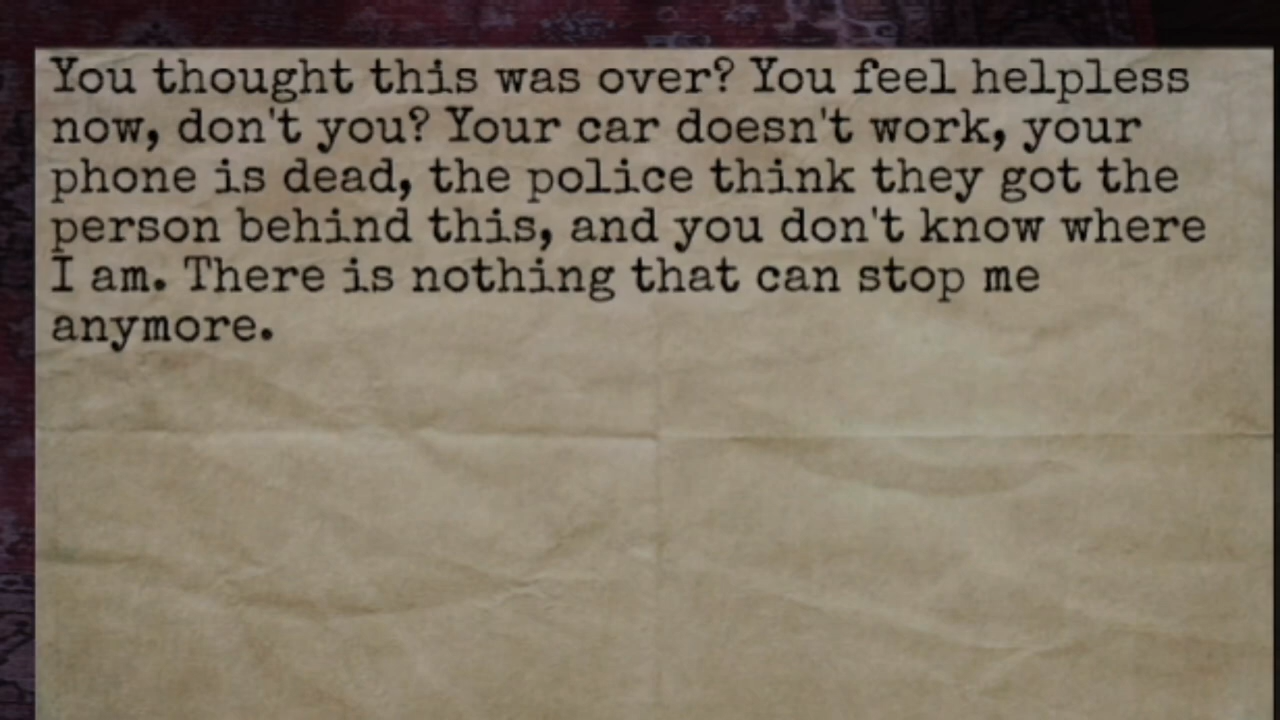 You thought this was over? You feel helpless
now, don't you? Your car doesn't work, your
phone is dead, the police think they got the
person behind this, and you don't know where
I am. There is nothing that can stop me
anymore.